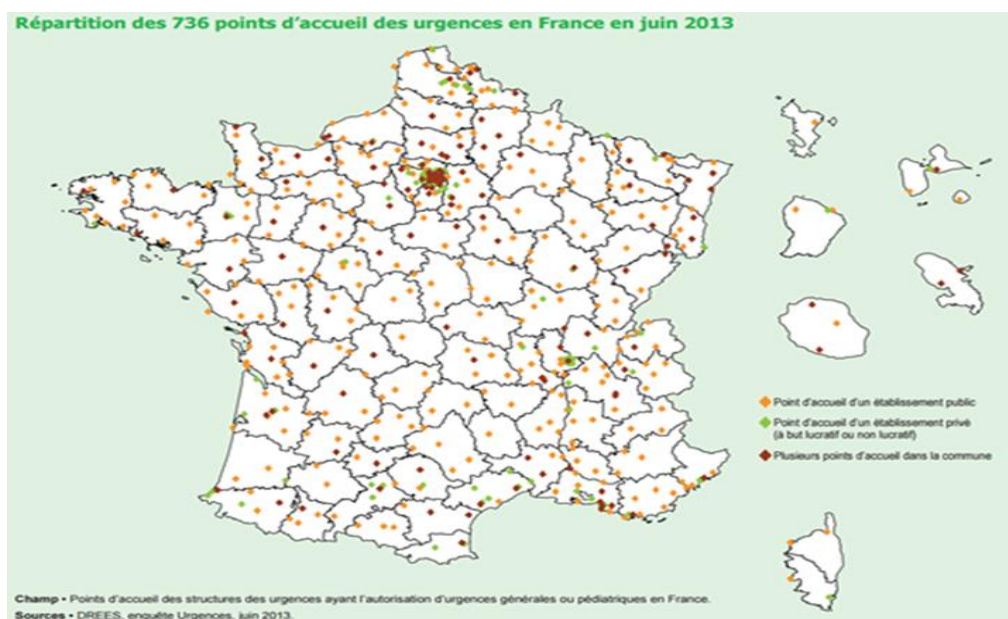 Répartition des 736 points d'accueil des urgences en France en juin 2013
Point d'accueil d'un établissement public
Point d'accueil d'un établissement privé
(à but lucratif ou non lucratif)
Plusieurs points d'accueil dans la commune
Champ • Points d'accueil des structures des urgences ayant l'autorisation d'urgences générales ou pédiatriques en France.
Sources • DREES, enquête Urgences, juin 2013.